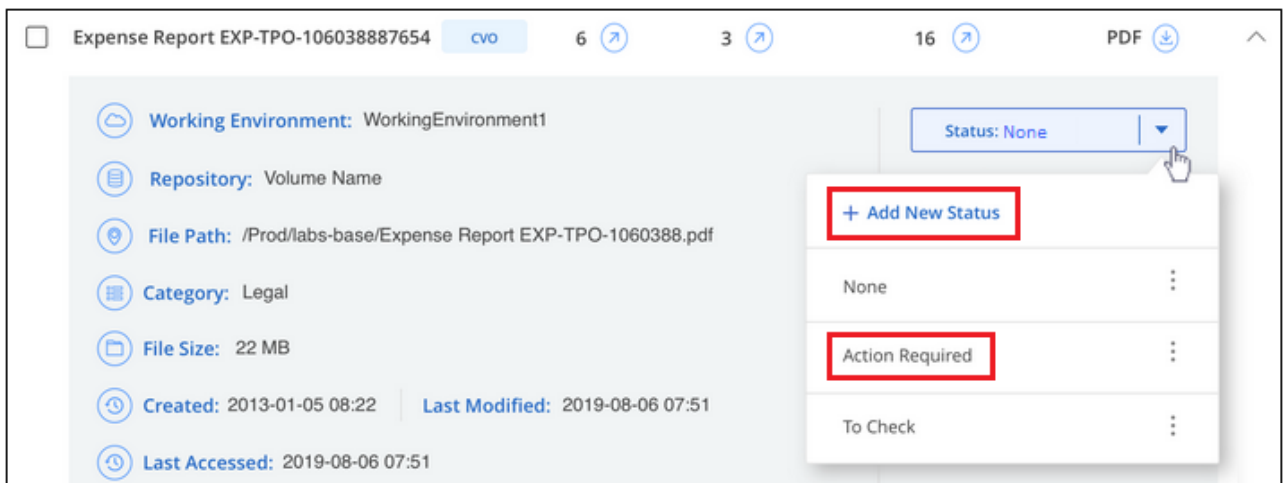 Expense Report EXP-TPO-106038887654 CVO 6 3 16 PDF
Working Environment: WorkingEnvironment1
Status: None
Repository: Volume Name
+ Add New Status
File Path: /Prod/labs-base/Expense Report EXP-TPO-1060388.pdf
None
Category: Legal
File Size: 22 MB
Action Required
Created: 2013-01-05 08:22 Last Modified: 2019-08-06 07:51
To Check
Last Accessed: 2019-08-06 07:51